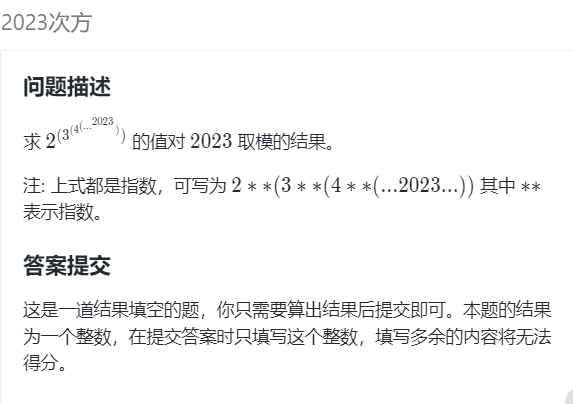 2023次方
问题描述
求 2^(3^(4^(...^2023))) 的值对 2023 取模的结果。
注: 上式都是指数，可写为 2 ∗ ∗(3 ∗ ∗(4 ∗ ∗(...2023...)) 其中 ∗∗
表示指数。
答案提交
这是一道结果填空的题，你只需要算出结果后提交即可。本题的结果
为一个整数，在提交答案时只填写这个整数，填写多余的内容将无法
得分。